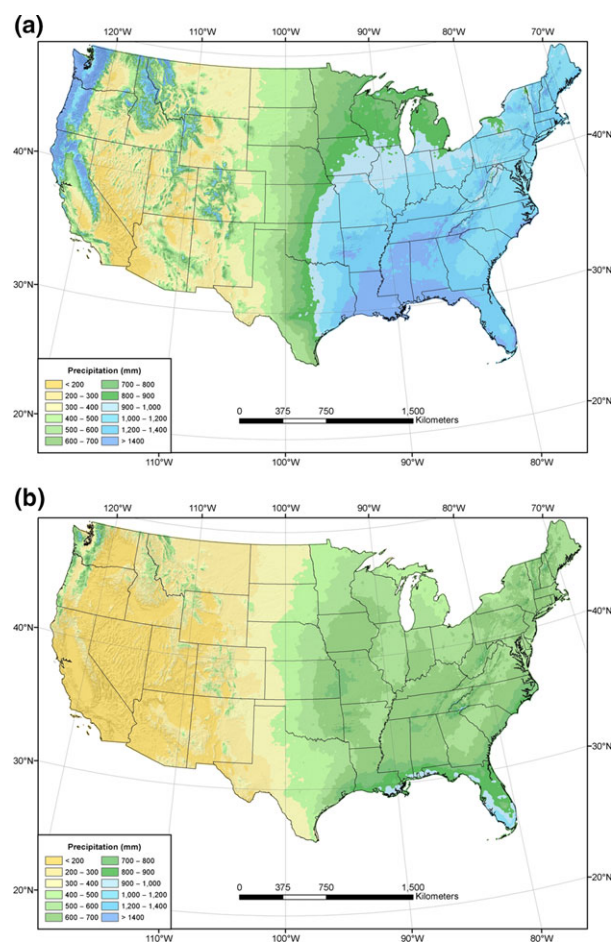 (a)
120°W 110°W 100°W 90°W 80°W 70°W
40°N
40°N
30°N
30°N
20°N
20°N
Precipitation (mm)
< 200
200 – 300
300 – 400
400 – 500
500 – 600
600 – 700
700 – 800
800 – 900
900 – 1,000
1,000 – 1,200
1,200 – 1,400
> 1400
0 375 750 1,500
Kilometers
110°W 100°W 90°W 80°W
(b)
120°W 110°W 100°W 90°W 80°W 70°W
40°N
40°N
30°N
30°N
20°N
20°N
Precipitation (mm)
< 200
200 – 300
300 – 400
400 – 500
500 – 600
600 – 700
700 – 800
800 – 900
900 – 1,000
1,000 – 1,200
1,200 – 1,400
> 1400
0 375 750 1,500
Kilometers
110°W 100°W 90°W 80°W